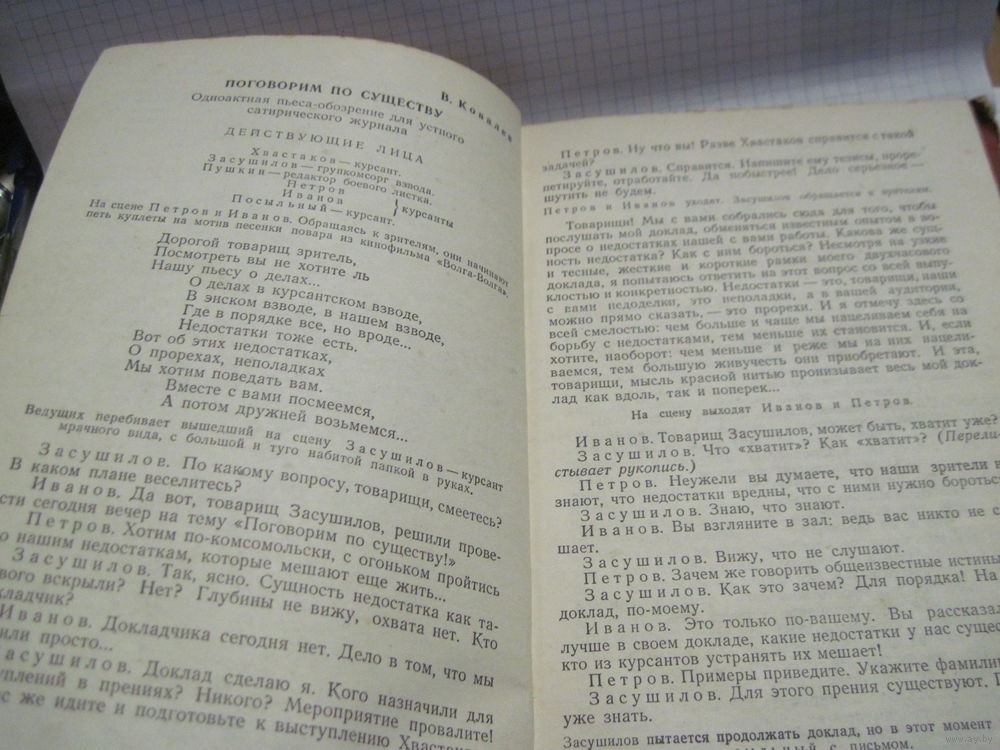 В. Ковалев
ПОГОВОРИМ ПО СУЩЕСТВУ
Одноактная пьеса-обозрение для устного
сатирического журнала
ДЕЙСТВУЮЩИЕ ЛИЦА
Хвастаков — курсант.
Засушилов — групкомсорг взвода.
Пушкин — редактор боевого листка.
Петров
Иванов
} курсанты
Посыльный — курсант.
На сцене Петров и Иванов. Обращаясь к зрителям, они начинают
петь куплеты на мотив песенки повара из кинофильма «Волга-Волга».
Дорогой товарищ зритель,
Посмотреть вы не хотите ль
Нашу пьесу о делах...
О делах в курсантском взводе,
В энском взводе, в нашем взводе,
Где в порядке все, но вроде...
Недостатки тоже есть.
Вот об этих недостатках,
О прорехах, неполадках
Мы хотим поведать вам.
Вместе с вами посмеемся,
А потом дружней возьмемся...
Ведущих перебивает вышедший на сцену Засушилов — курсант
мрачного вида, с большой и туго набитой папкой в руках.
Засушилов. По какому вопросу, товарищи, смеетесь?
В каком плане веселитесь?
Иванов. Да вот, товарищ Засушилов, решили прове-
сти сегодня вечер на тему «Поговорим по существу!»
Петров. Хотим по-комсомольски, с огоньком пройтись
о нашим недостаткам, которые мешают еще жить...
Засушилов. Так, ясно. Сущность недостатка как та-
вого вскрыли? Нет? Глубины не вижу, охвата нет. Кто
кладчик?
Иванов. Докладчика сегодня нет. Дело в том, что мы
или просто...
Засушилов. Доклад сделаю я. Кого назначили для
уплений в прениях? Никого? Мероприятие провалите!
с же идите и подготовьте к выступлению Хваста
Петров. Ну что вы! Разве Хвастаков справится с такой
задачей?
Засушилов. Справится. Напишите ему тезисы, проре-
петируйте, отработайте. Да побыстрее! Дело серьезное —
шутить не будем.
Петров и Иванов уходят. Засушилов обращается к зрителям.
Товарищи! Мы с вами собрались сюда для того, чтобы
послушать мой доклад, обменяться известным опытом в во-
просе о недостатках нашей с вами работы. Какова же сущ-
ность недостатка? Как с ним бороться? Несмотря на узкие
и тесные, жесткие и короткие рамки моего двухчасового
доклада, я попытаюсь ответить на этот вопрос со всей выпу-
клостью и конкретностью. Недостатки — это, товарищи, наши
с вами недоделки, это неполадки, а в вашей аудитории,
можно прямо сказать, — это прорехи. И я отмечу здесь со
всей смелостью: чем больше и чаще мы нацеливаем себя на
борьбу с недостатками, тем меньше их становится. И, если
хотите, наоборот: чем меньше и реже мы на них нацели-
ваемся, тем большую живучесть они приобретают. И эта,
товарищи, мысль красной нитью пронизывает весь мой док-
лад как вдоль, так и поперек...
На сцену выходят Иванов и Петров.
Иванов. Товарищ Засушилов, может быть, хватит уже?
Засушилов. Что «хватит»? Как «хватит»? (Перели-
стывает рукопись.)
Петров. Неужели вы думаете, что наши зрители н
знают, что недостатки вредны, что с ними нужно бороться
Засушилов. Знаю, что знают.
Иванов. Вы взгляните в зал: ведь вас никто не с
шает.
Засушилов. Вижу, что не слушают.
Петров. Зачем же говорить общеизвестные истины
Засушилов. Как это зачем? Для порядка! На
доклад, по-моему.
Иванов. Это только по-вашему. Вы рассказал
лучше в своем докладе, какие недостатки у нас сущес
кто из курсантов устранять их мешает!
Петров. Примеры приведите. Укажите фамили
Засушилов. Для этого прения существуют.
уже знать.
Засушилов пытается продолжать доклад, но в этот момент
с письмом.
www.ay.by